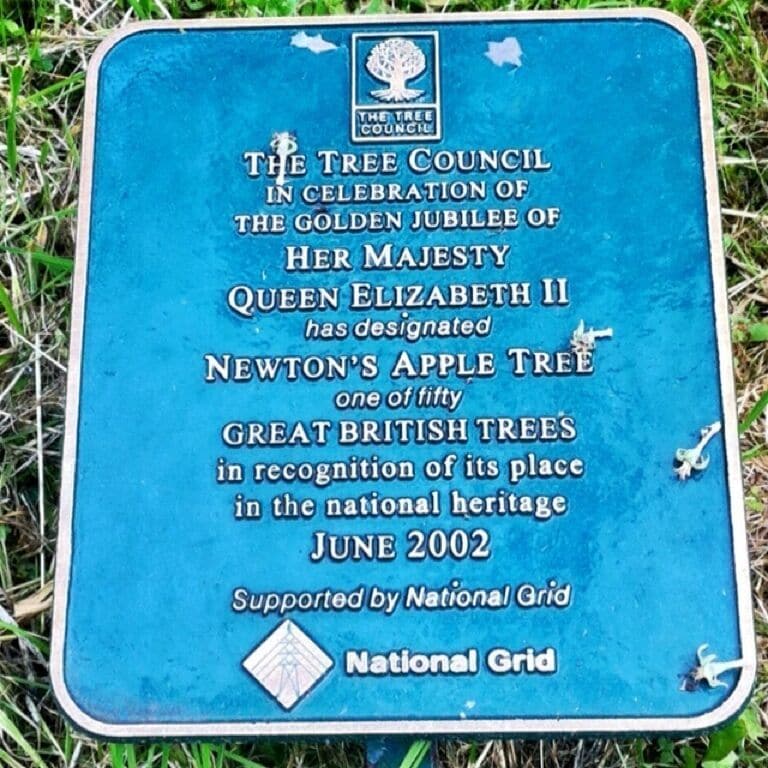 THE TREE
COUNCIL
THE TREE COUNCIL
IN CELEBRATION OF
THE GOLDEN JUBILEE OF
HER MAJESTY
QUEEN ELIZABETH II
has designated
NEWTON'S APPLE TREE
one of fifty
GREAT BRITISH TREES
in recognition of its place
in the national heritage
JUNE 2002
Supported by National Grid
National Grid